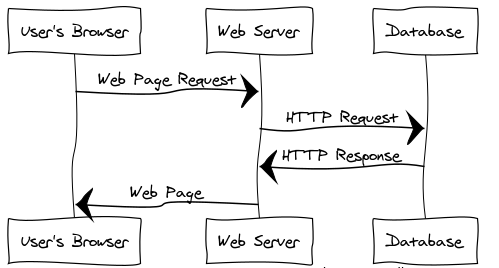 User's Browser
Web Server
Database
Web Page Request
HTTP Request
HTTP Response
Web Page
User's Browser
Web Server
Database